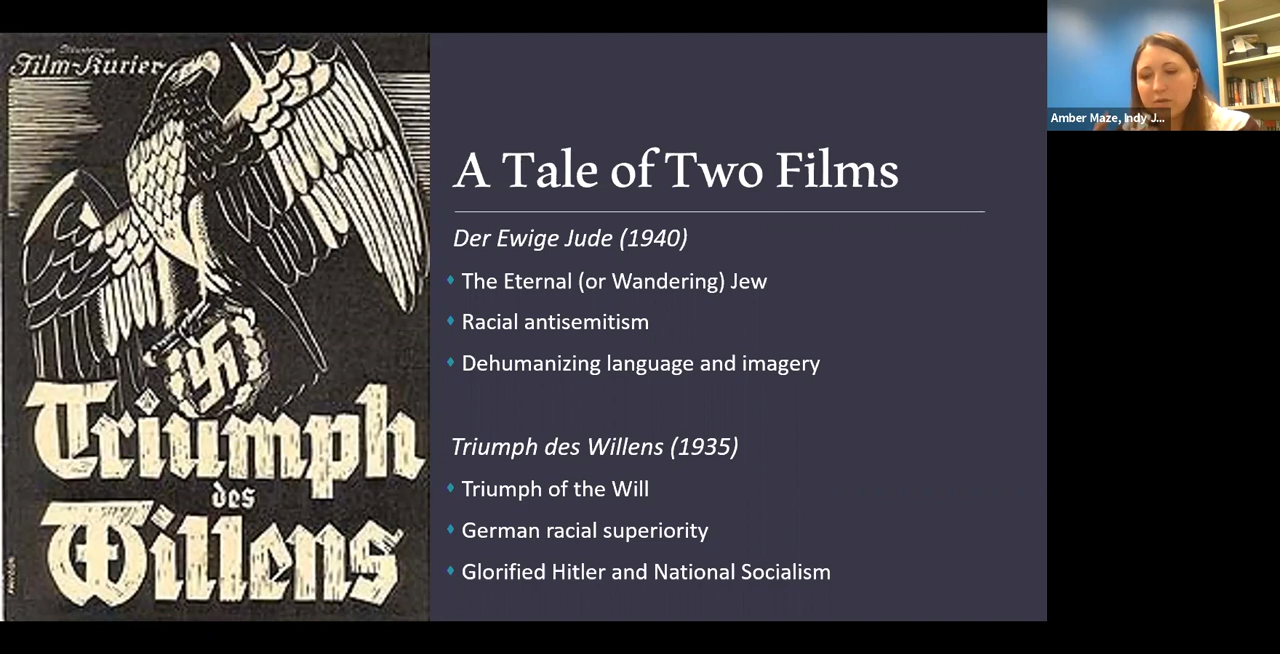 Illustrierter
Film-Kurier
Triumph
des
Willens
A Tale of Two Films
Der Ewige Jude (1940)
The Eternal (or Wandering) Jew
Racial antisemitism
Dehumanizing language and imagery
Triumph des Willens (1935)
Triumph of the Will
German racial superiority
Glorified Hitler and National Socialism
Amber Maze, Indy J...